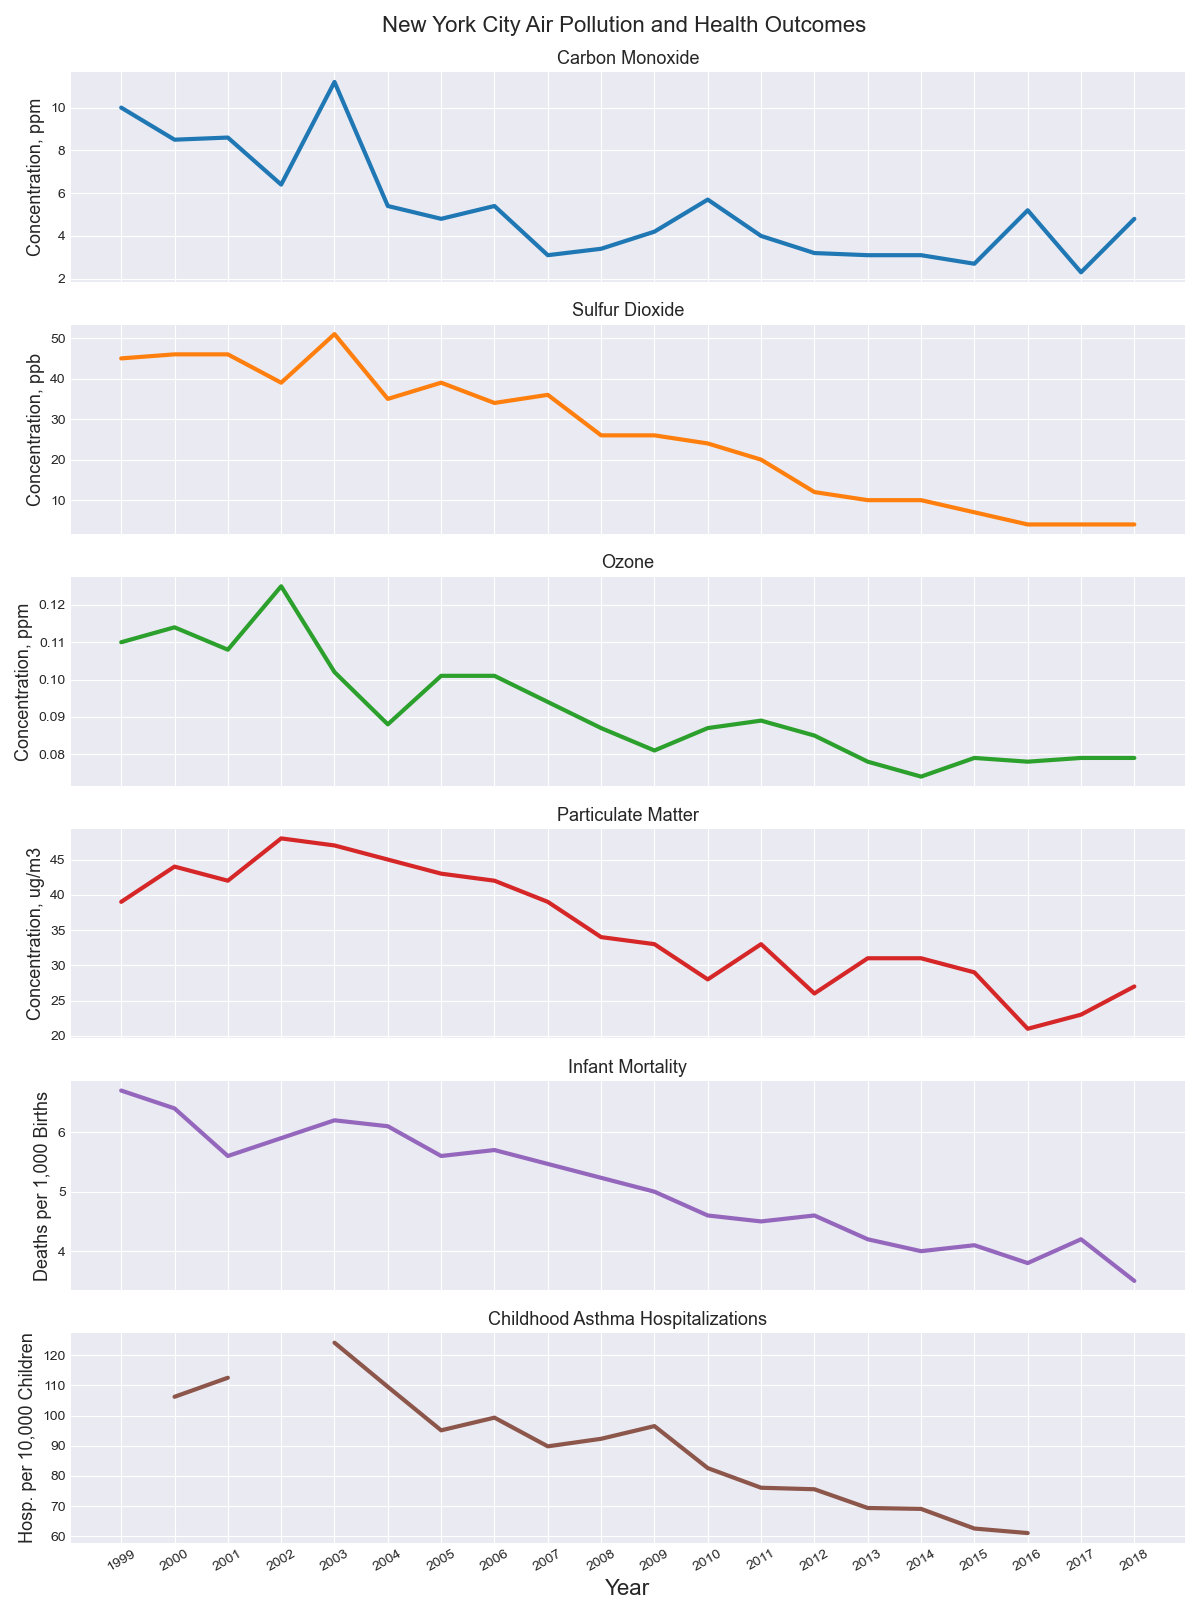 New York City Air Pollution and Health Outcomes
Carbon Monoxide
Concentration, ppm
10
8
6
4
2
Sulfur Dioxide
Concentration, ppb
50
40
30
20
10
Ozone
Concentration, ppm
0.12
0.11
0.10
0.09
0.08
Particulate Matter
Concentration, ug/m3
45
40
35
30
25
20
Infant Mortality
Deaths per 1,000 Births
6
5
4
Childhood Asthma Hospitalizations
Hosp. per 10,000 Children
120
110
100
90
80
70
60
1999 2000 2001 2002 2003 2004 2005 2006 2007 2008 2009 2010 2011 2012 2013 2014 2015 2016 2017 2018
Year